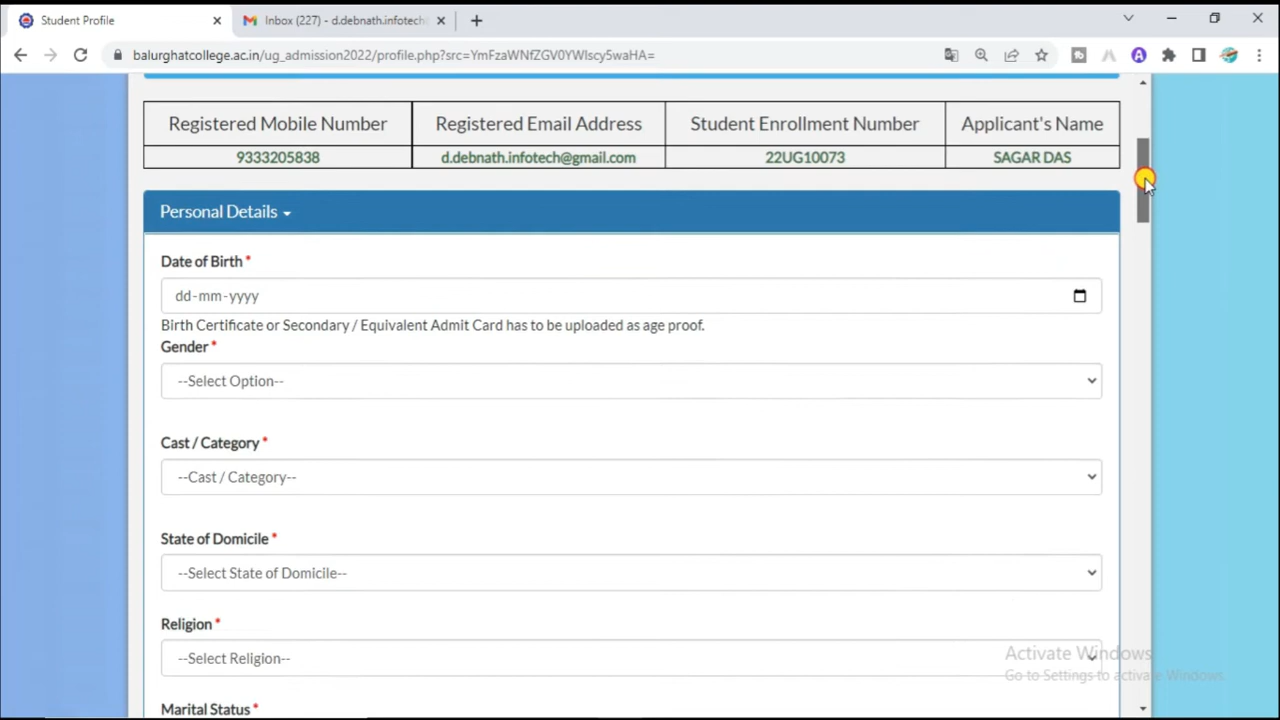 Student Profile
Inbox (227) - d.debnath.infotech
balurghatcollege.ac.in/ug_admission2022/profile.php?src=YmFzaWNfZGV0YWlscy5waHA=
Registered Mobile Number Registered Email Address Student Enrollment Number Applicant's Name
9333205838 d.debnath.infotech@gmail.com 22UG10073 SAGAR DAS
Personal Details
Date of Birth *
dd-mm-yyyy
Birth Certificate or Secondary / Equivalent Admit Card has to be uploaded as age proof.
Gender *
--Select Option--
Cast / Category *
--Cast / Category--
State of Domicile *
--Select State of Domicile--
Religion *
--Select Religion--
Activate Windows
Go to Settings to activate Windows.
Marital Status *